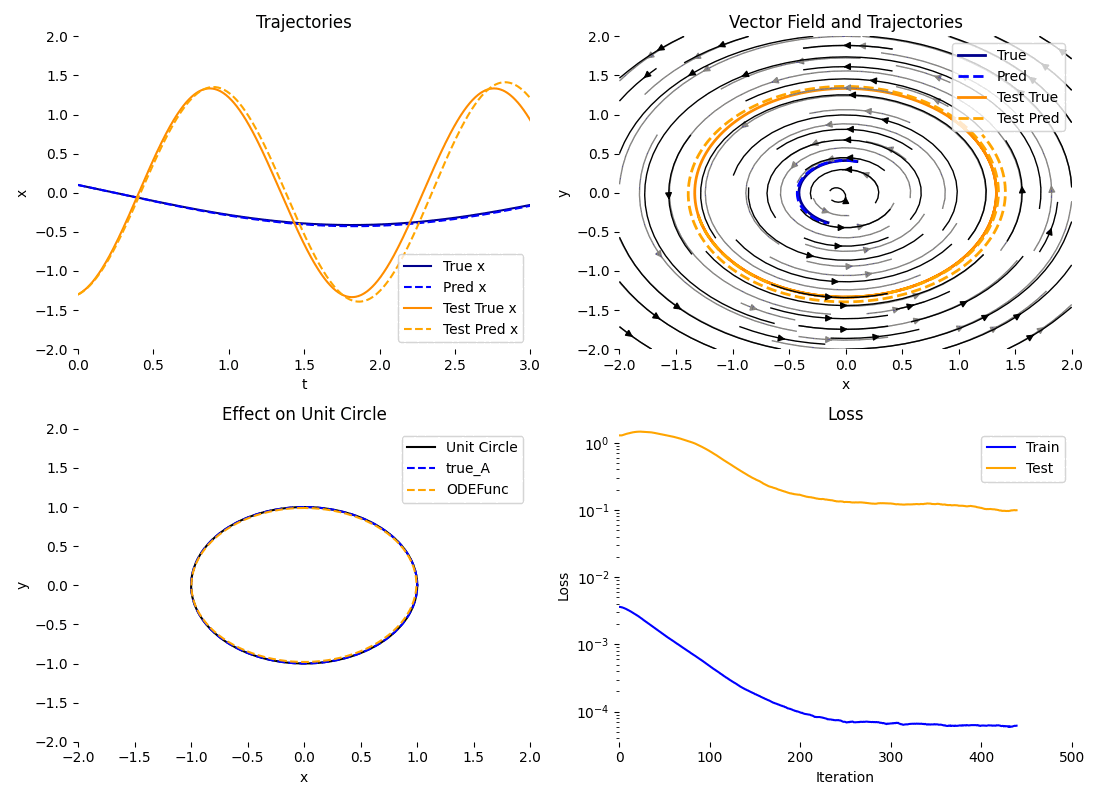 Trajectories
2.0
1.5
1.0
0.5
0.0
−0.5
−1.0
−1.5
−2.0
x
True x
Pred x
Test True x
Test Pred x
0.0 0.5 1.0 1.5 2.0 2.5 3.0
t
Vector Field and Trajectories
2.0
1.5
1.0
0.5
0.0
−0.5
−1.0
−1.5
−2.0
y
True
Pred
Test True
Test Pred
−2.0 −1.5 −1.0 −0.5 0.0 0.5 1.0 1.5 2.0
x
Effect on Unit Circle
2.0
1.5
1.0
0.5
0.0
−0.5
−1.0
−1.5
−2.0
y
Unit Circle
true_A
ODEFunc
−2.0 −1.5 −1.0 −0.5 0.0 0.5 1.0 1.5 2.0
x
Loss
10⁰
10⁻¹
10⁻²
10⁻³
10⁻⁴
Loss
Train
Test
0 100 200 300 400 500
Iteration